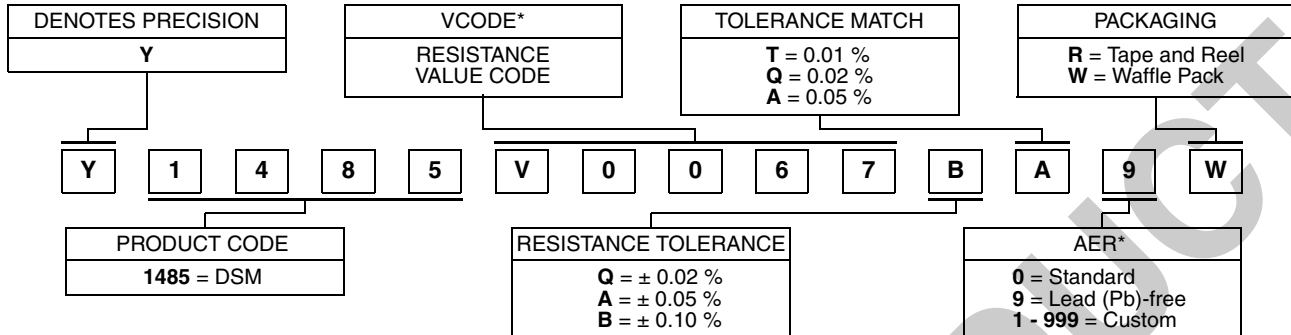 DENOTES PRECISION
Y
VCODE*
RESISTANCE
VALUE CODE
TOLERANCE MATCH
T = 0.01 %
Q = 0.02 %
A = 0.05 %
PACKAGING
R = Tape and Reel
W = Waffle Pack
Y 1 4 8 5 V 0 0 6 7 B A 9 W
PRODUCT CODE
1485 = DSM
RESISTANCE TOLERANCE
Q = ± 0.02 %
A = ± 0.05 %
B = ± 0.10 %
AER*
0 = Standard
9 = Lead (Pb)-free
1 - 999 = Custom